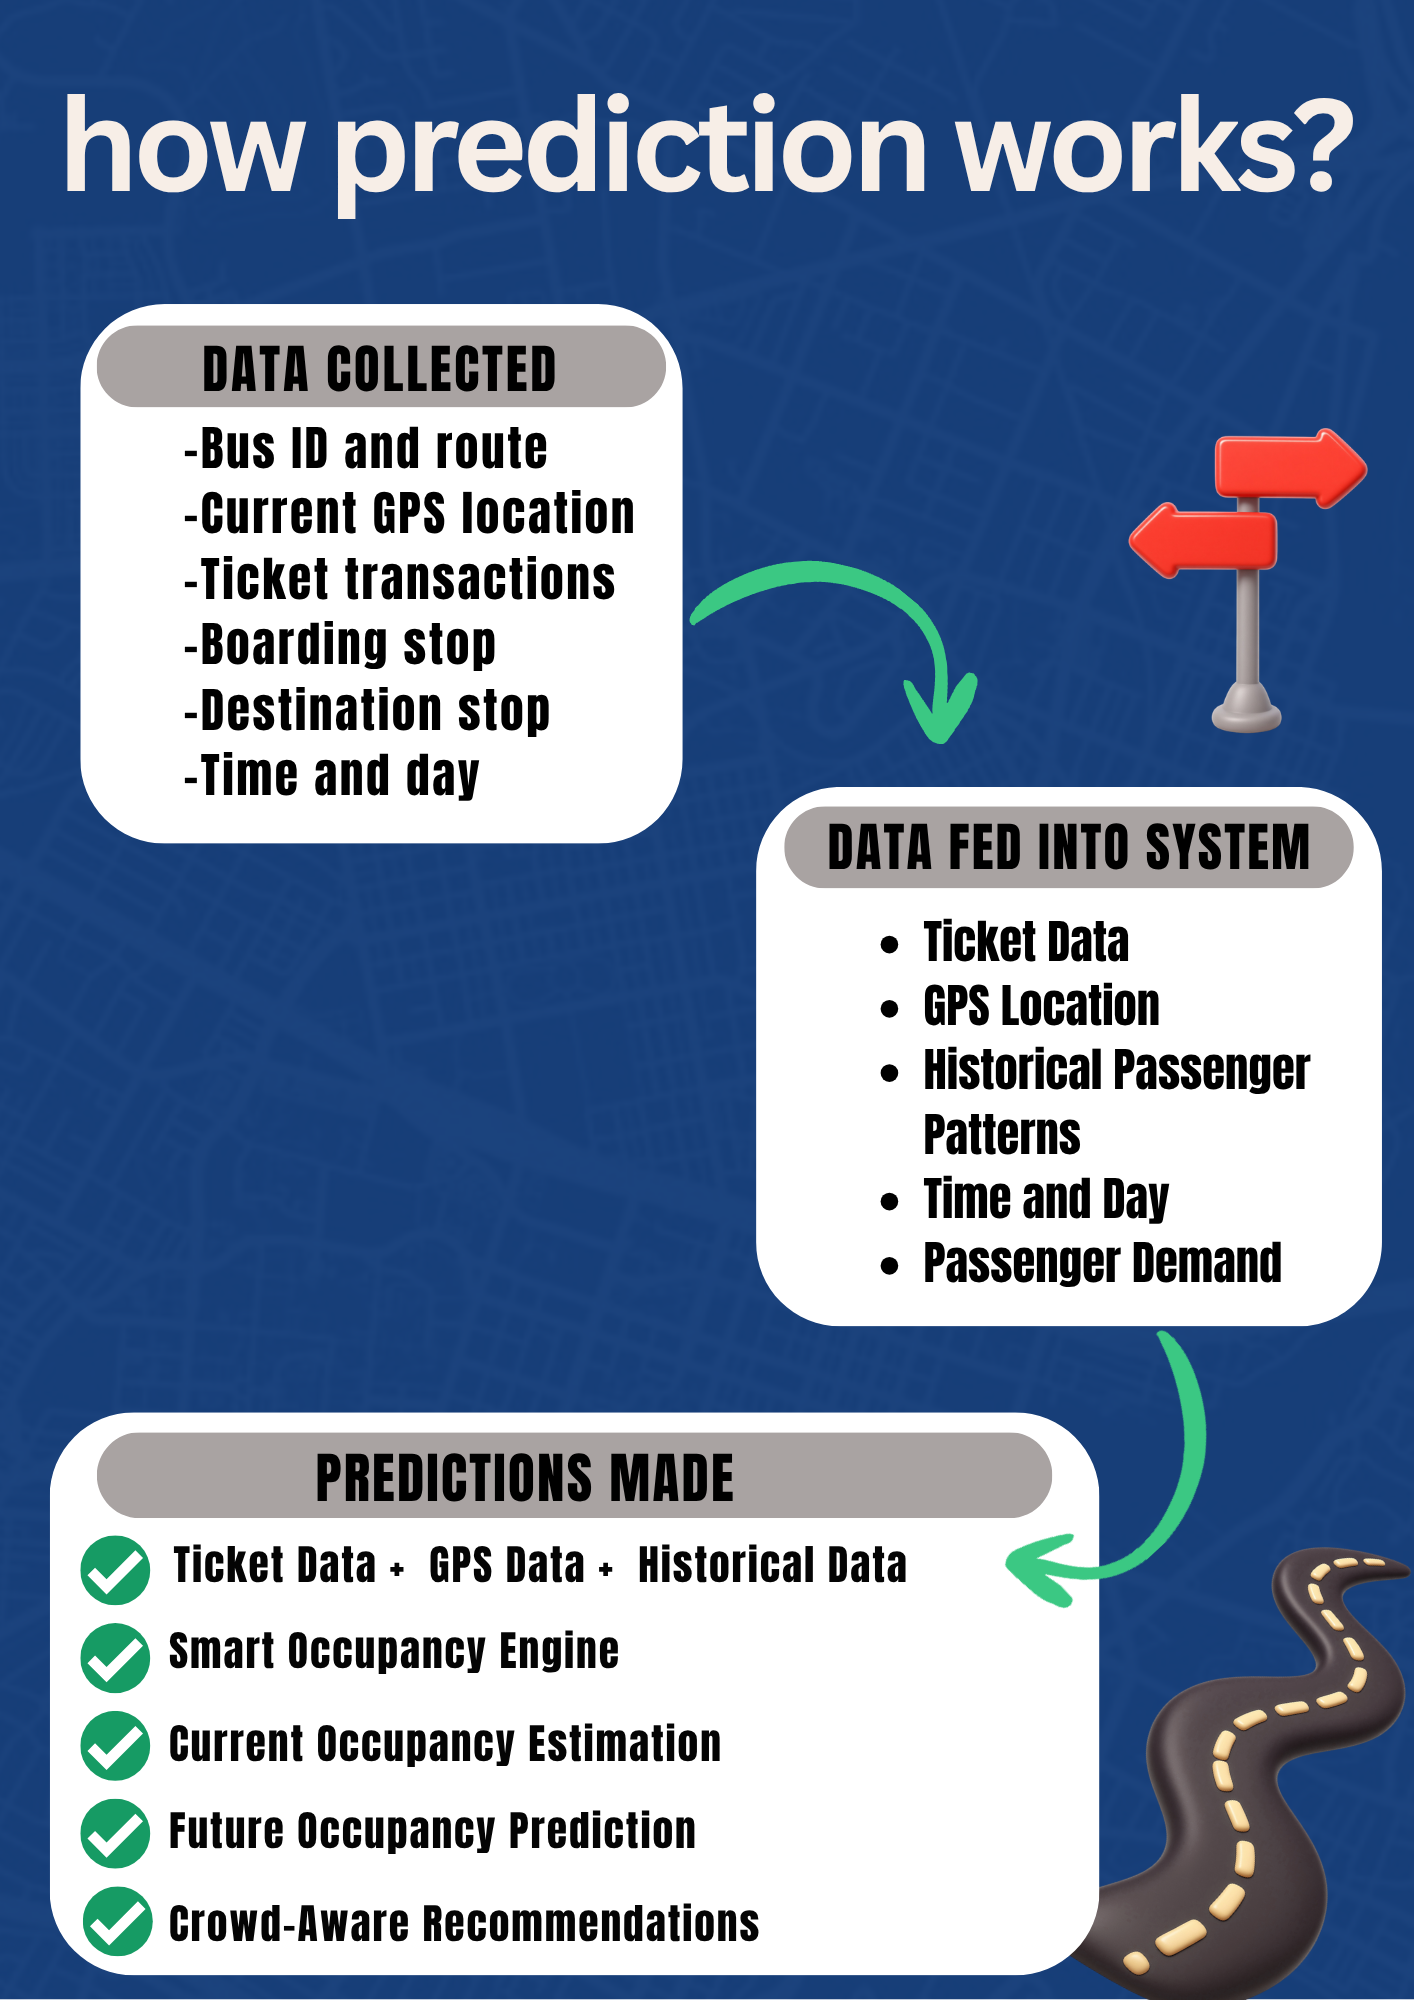 how prediction works?
DATA COLLECTED
-Bus ID and route
-Current GPS location
-Ticket transactions
-Boarding stop
-Destination stop
-Time and day
DATA FED INTO SYSTEM
• Ticket Data
• GPS Location
• Historical Passenger
Patterns
• Time and Day
• Passenger Demand
PREDICTIONS MADE
Ticket Data + GPS Data + Historical Data
Smart Occupancy Engine
Current Occupancy Estimation
Future Occupancy Prediction
Crowd-Aware Recommendations